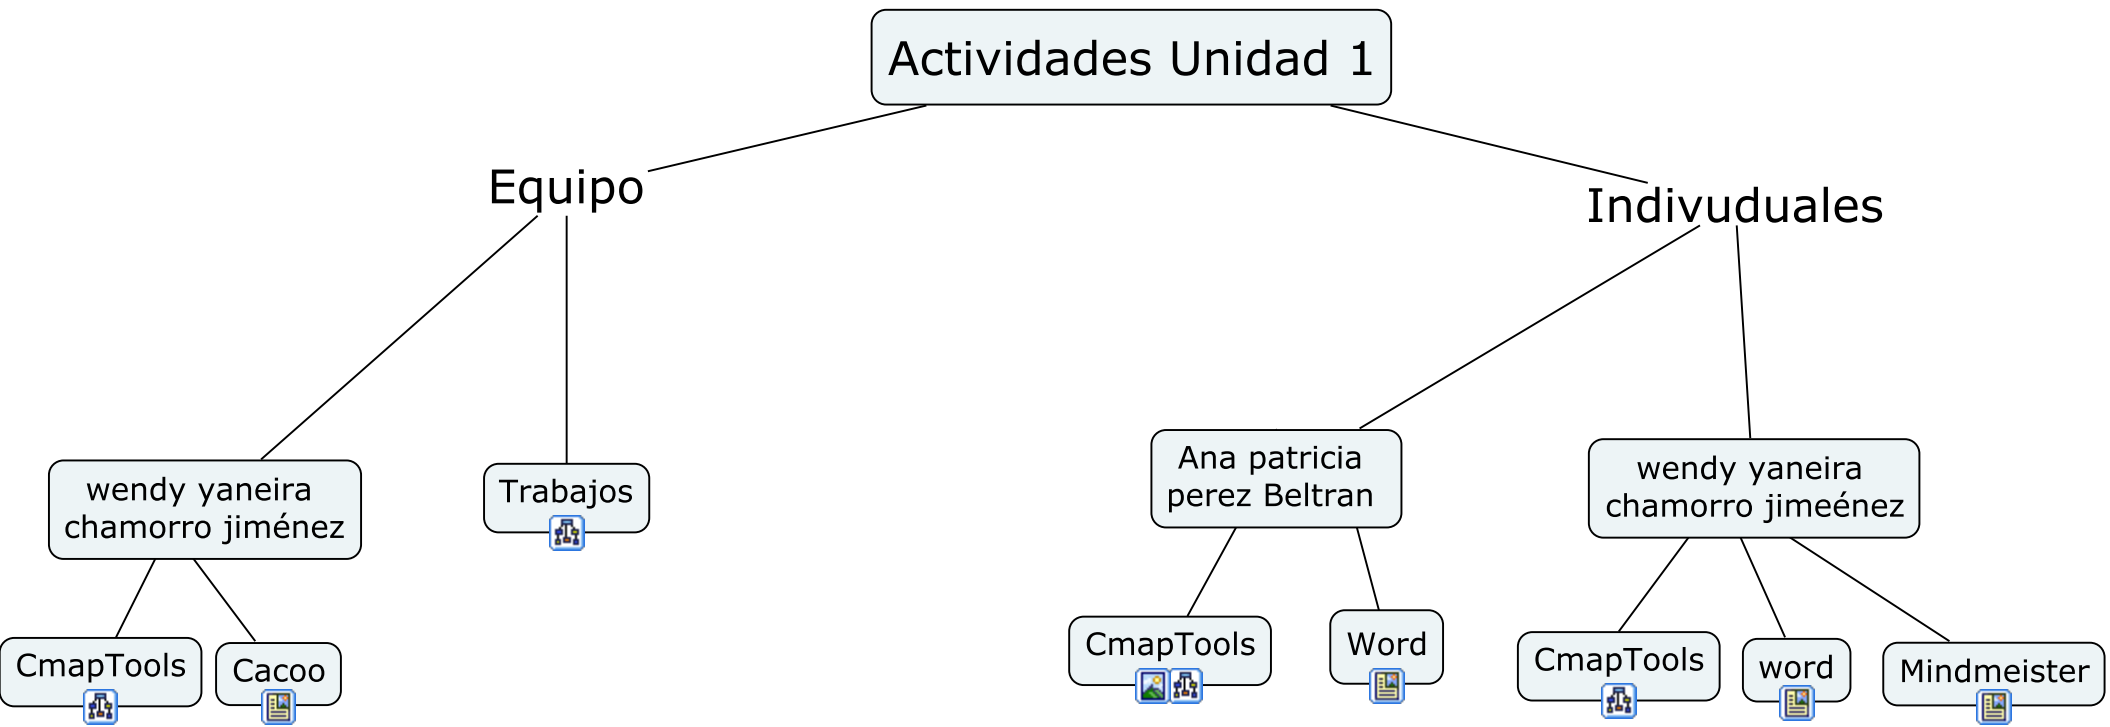 Actividades Unidad 1
Equipo
Indivuduales
wendy yaneira
chamorro jiménez
Trabajos
Ana patricia
perez Beltran
wendy yaneira
chamorro jimeénez
CmapTools
Cacoo
CmapTools
Word
CmapTools
word
Mindmeister